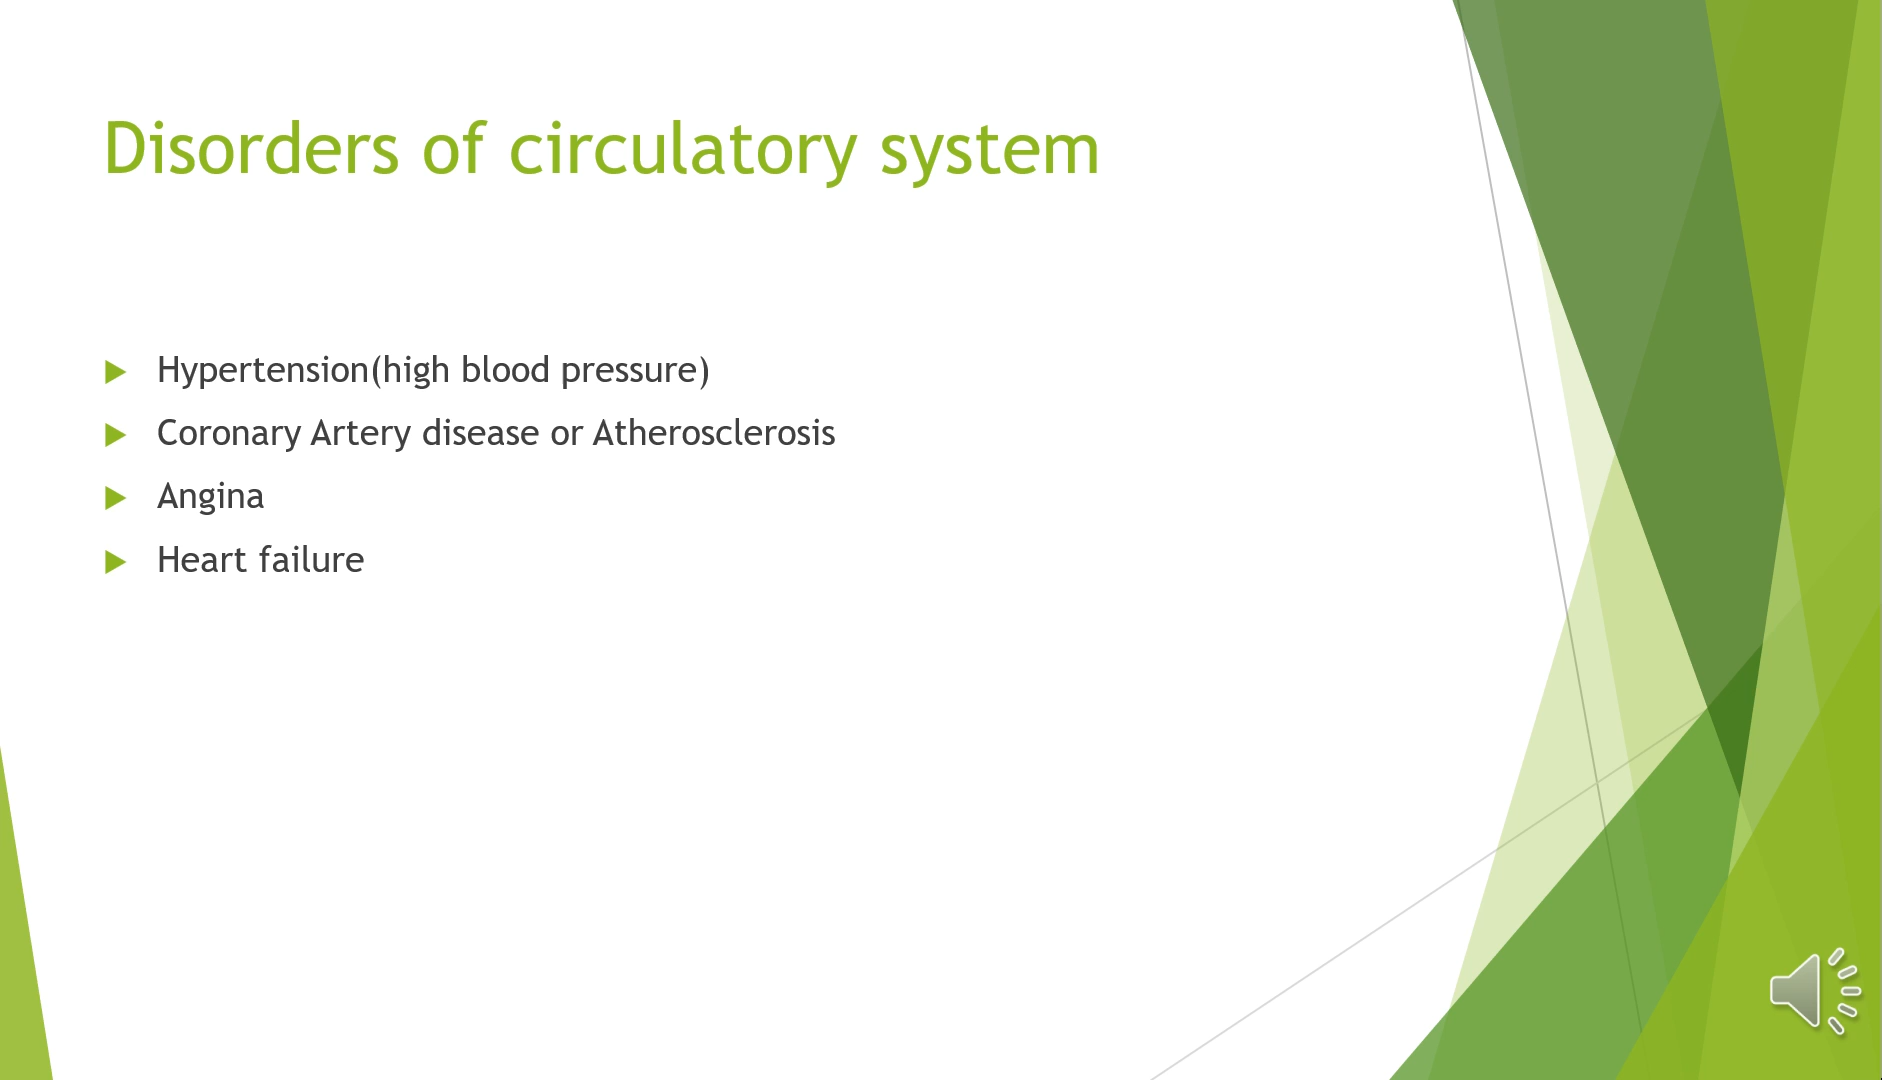 Disorders of circulatory system
Hypertension(high blood pressure)
Coronary Artery disease or Atherosclerosis
Angina
Heart failure